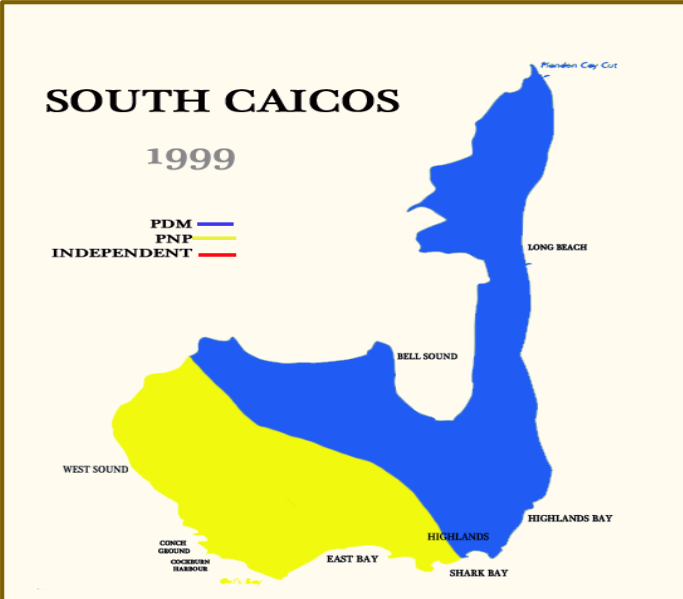 Plandon Cay Cut
SOUTH CAICOS
1999
PDM
PNP
INDEPENDENT
LONG BEACH
BELL SOUND
WEST SOUND
HIGHLANDS BAY
HIGHLANDS
CONCH
GROUND
EAST BAY
COCKBURN
HARBOUR
SHARK BAY